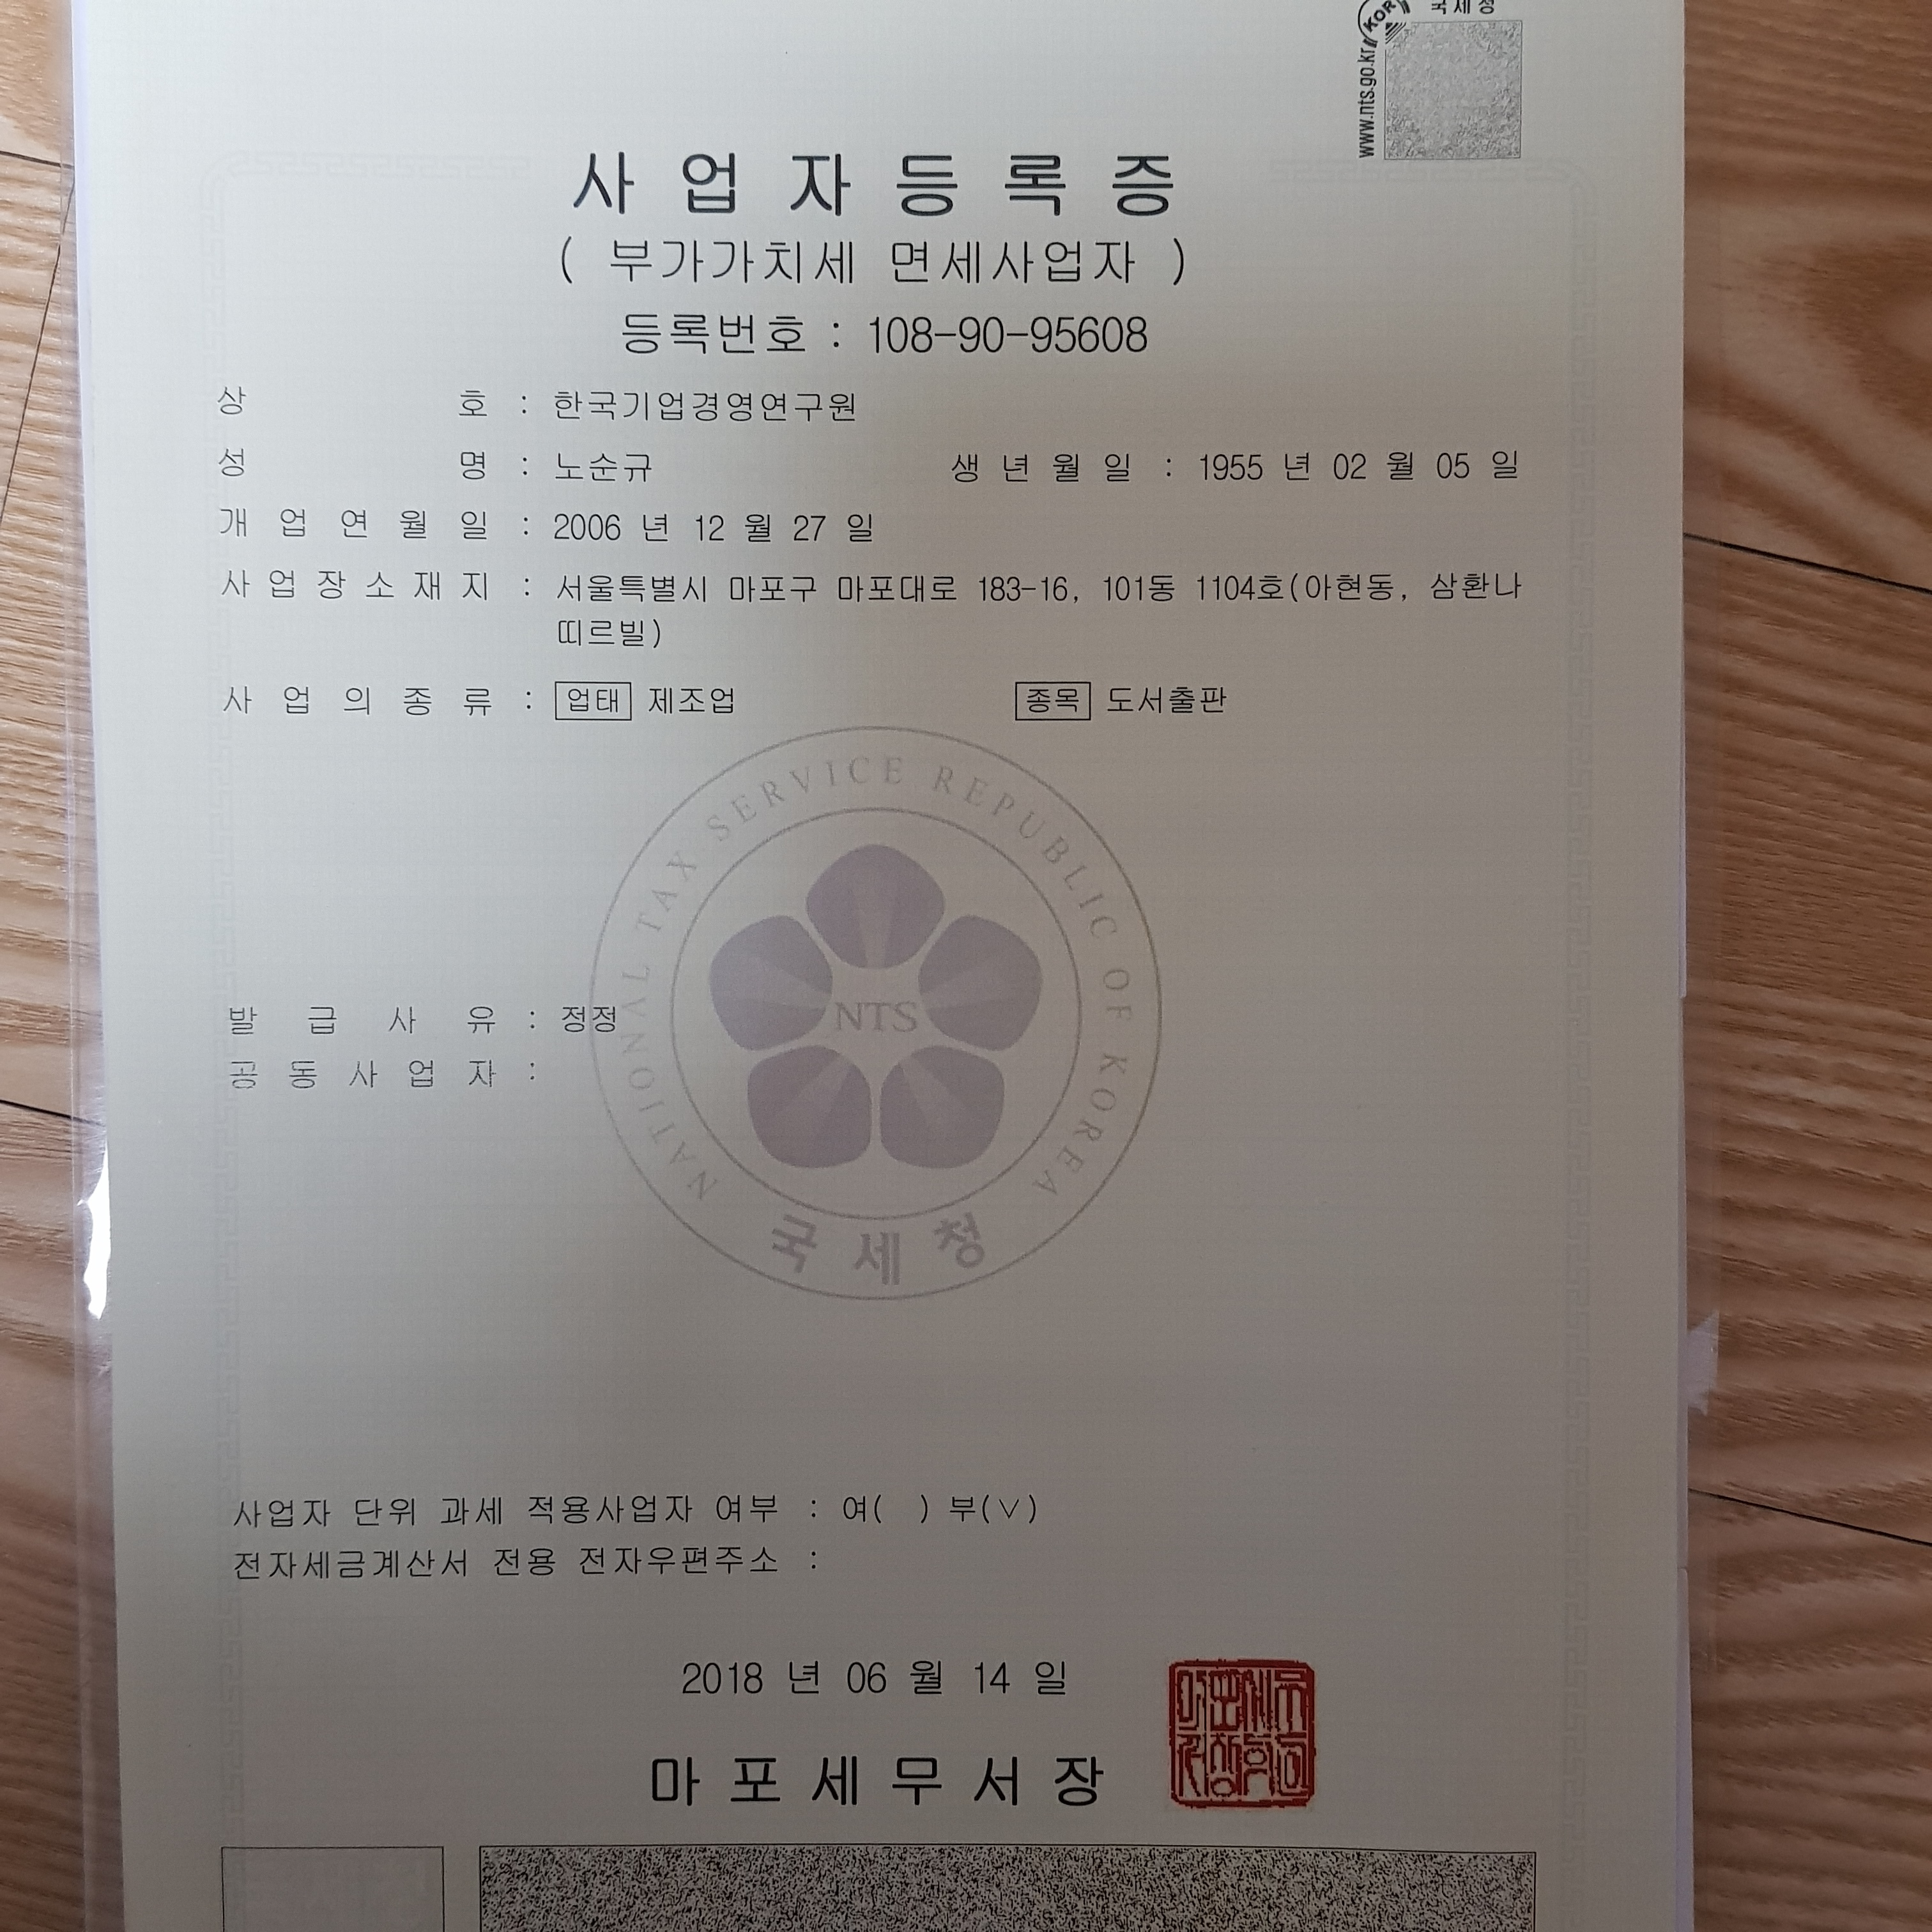 국세청
KOR
www.nts.go.kr
사업자등록증
( 부가가치세 면세사업자 )
등록번호 : 108-90-95608
상 호 : 한국기업경영연구원
성 명 : 노순규 생년월일 : 1955 년 02 월 05 일
개업연월일 : 2006 년 12 월 27 일
사업장소재지 : 서울특별시 마포구 마포대로 183-16, 101동 1104호(아현동, 삼환나
띠르빌)
사업의종류 : 업태 제조업 종목 도서출판
NATIONAL TAX SERVICE REPUBLIC OF KOREA
NTS
국세청
발급사유 : 정정
공동사업자 :
사업자 단위 과세 적용사업자 여부 : 여( ) 부(∨)
전자세금계산서 전용 전자우편주소 :
2018 년 06 월 14 일
마포세무서장